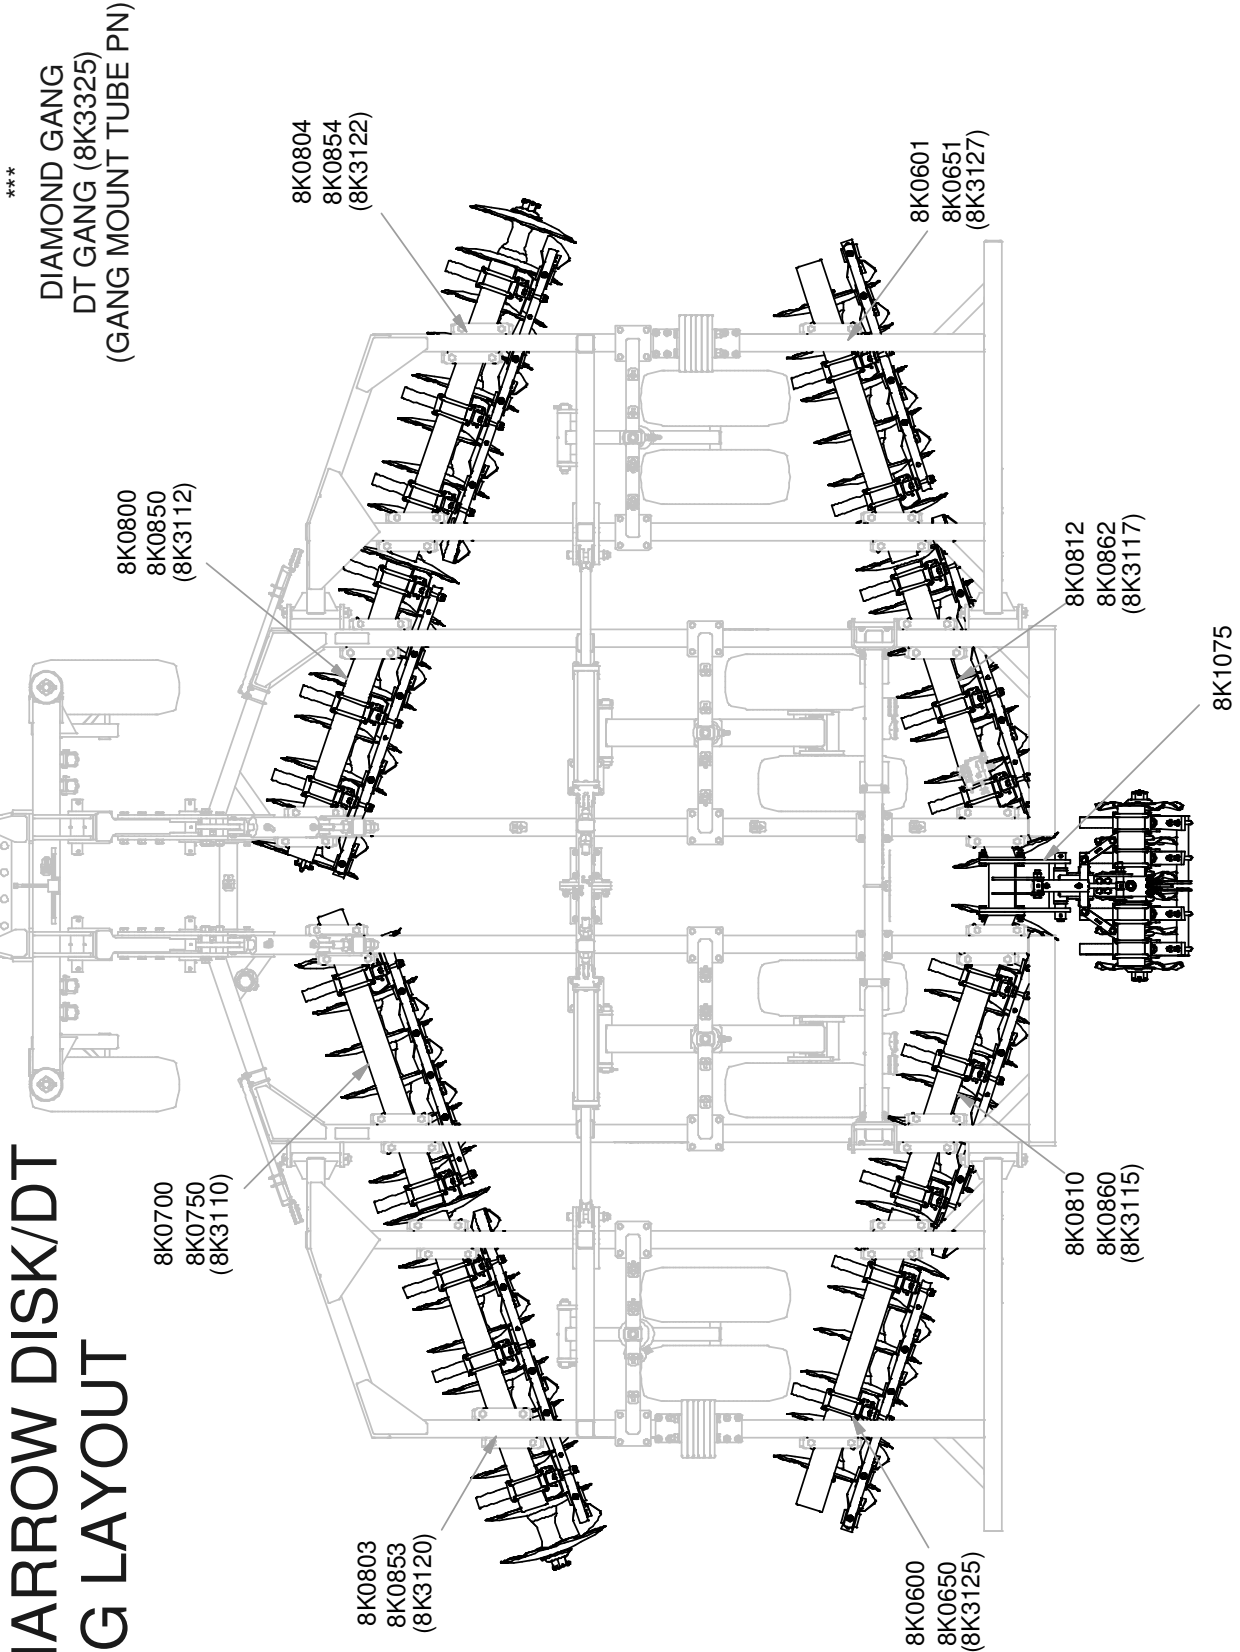 ARROW DISK/DT
G LAYOUT
***
DIAMOND GANG
DT GANG (8K3325)
(GANG MOUNT TUBE PN)
8K0803
8K0853
(8K3120)
8K0700
8K0750
(8K3110)
8K0800
8K0850
(8K3112)
8K0804
8K0854
(8K3122)
8K0600
8K0650
(8K3125)
8K0810
8K0860
(8K3115)
8K1075
8K0812
8K0862
(8K3117)
8K0601
8K0651
(8K3127)